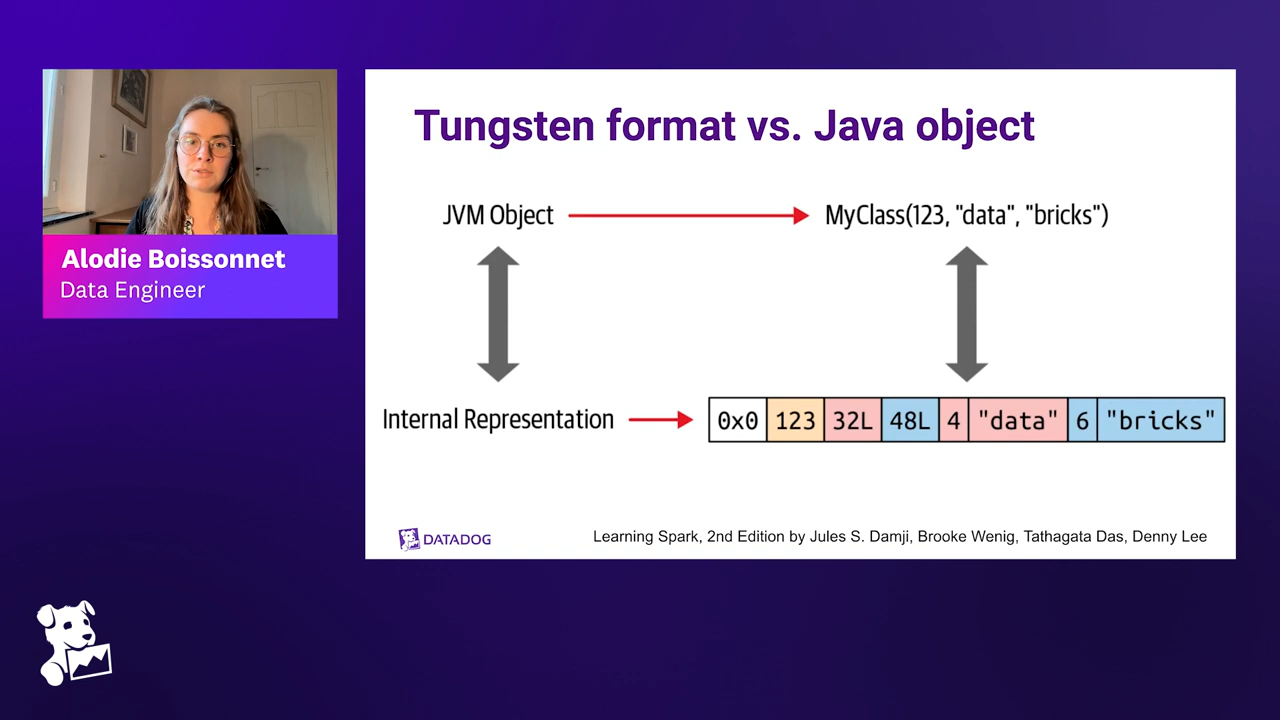 Alodie Boissonnet
Data Engineer
Tungsten format vs. Java object
JVM Object
MyClass(123, "data", "bricks")
Internal Representation
0x0 123 32L 48L 4 "data" 6 "bricks"
DATADOG
Learning Spark, 2nd Edition by Jules S. Damji, Brooke Wenig, Tathagata Das, Denny Lee